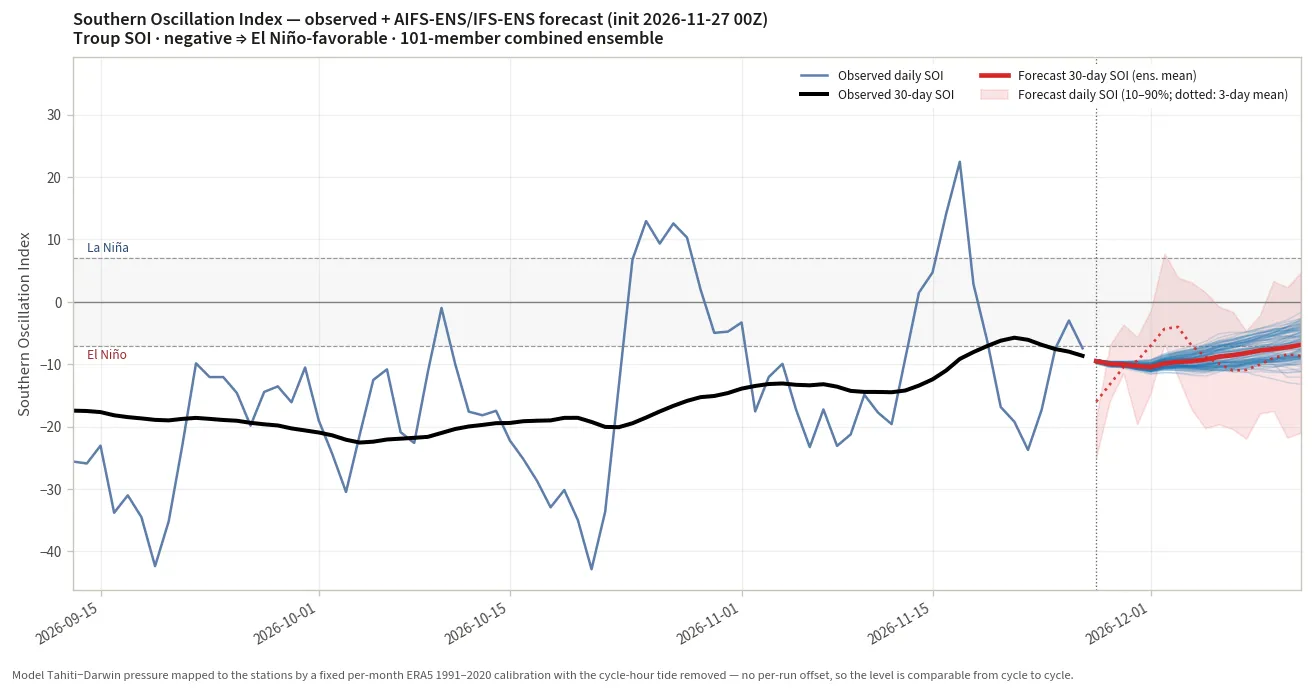 Southern Oscillation Index — observed + AIFS-ENS/IFS-ENS forecast (init 2026-11-27 00Z)
Troup SOI · negative ⇒ El Niño-favorable · 101-member combined ensemble
Observed daily SOI
Observed 30-day SOI
Forecast 30-day SOI (ens. mean)
Forecast daily SOI (10–90%; dotted: 3-day mean)
Southern Oscillation Index
30
20
10
0
−10
−20
−30
−40
La Niña
El Niño
2026-09-15
2026-10-01
2026-10-15
2026-11-01
2026-11-15
2026-12-01
Model Tahiti−Darwin pressure mapped to the stations by a fixed per-month ERA5 1991–2020 calibration with the cycle-hour tide removed — no per-run offset, so the level is comparable from cycle to cycle.